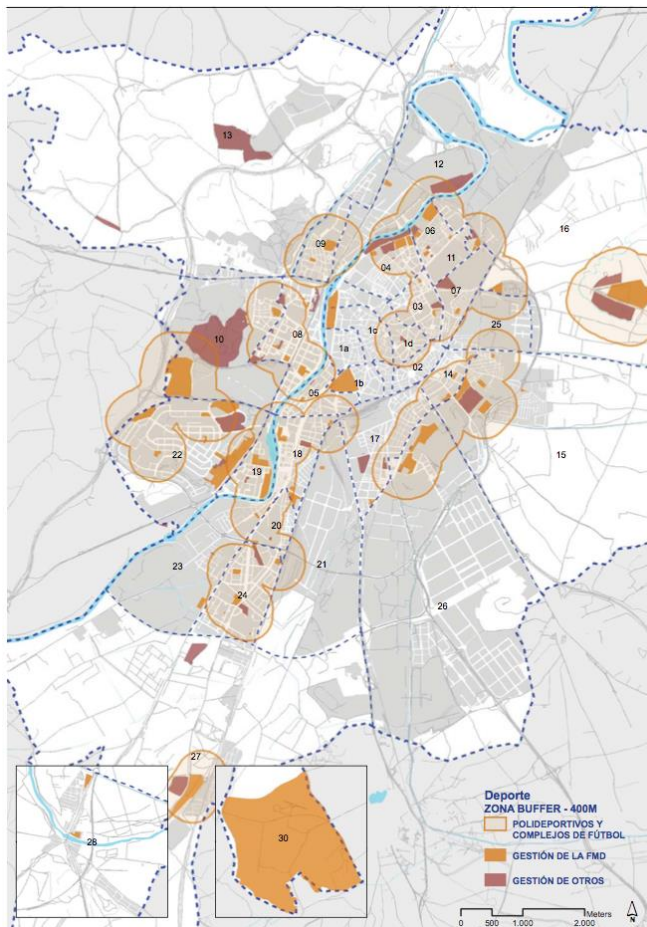 13
12
16
09
06
04
11
07
03
25
10
08
1c
1a
1d
02
14
05
1b
17
22
18
15
19
20
23
21
24
26
27
28
30
Deporte
ZONA BUFFER - 400M
POLIDEPORTIVOS Y
COMPLEJOS DE FÚTBOL
GESTIÓN DE LA FMD
GESTIÓN DE OTROS
0 500 1.000 2.000 Meters
N